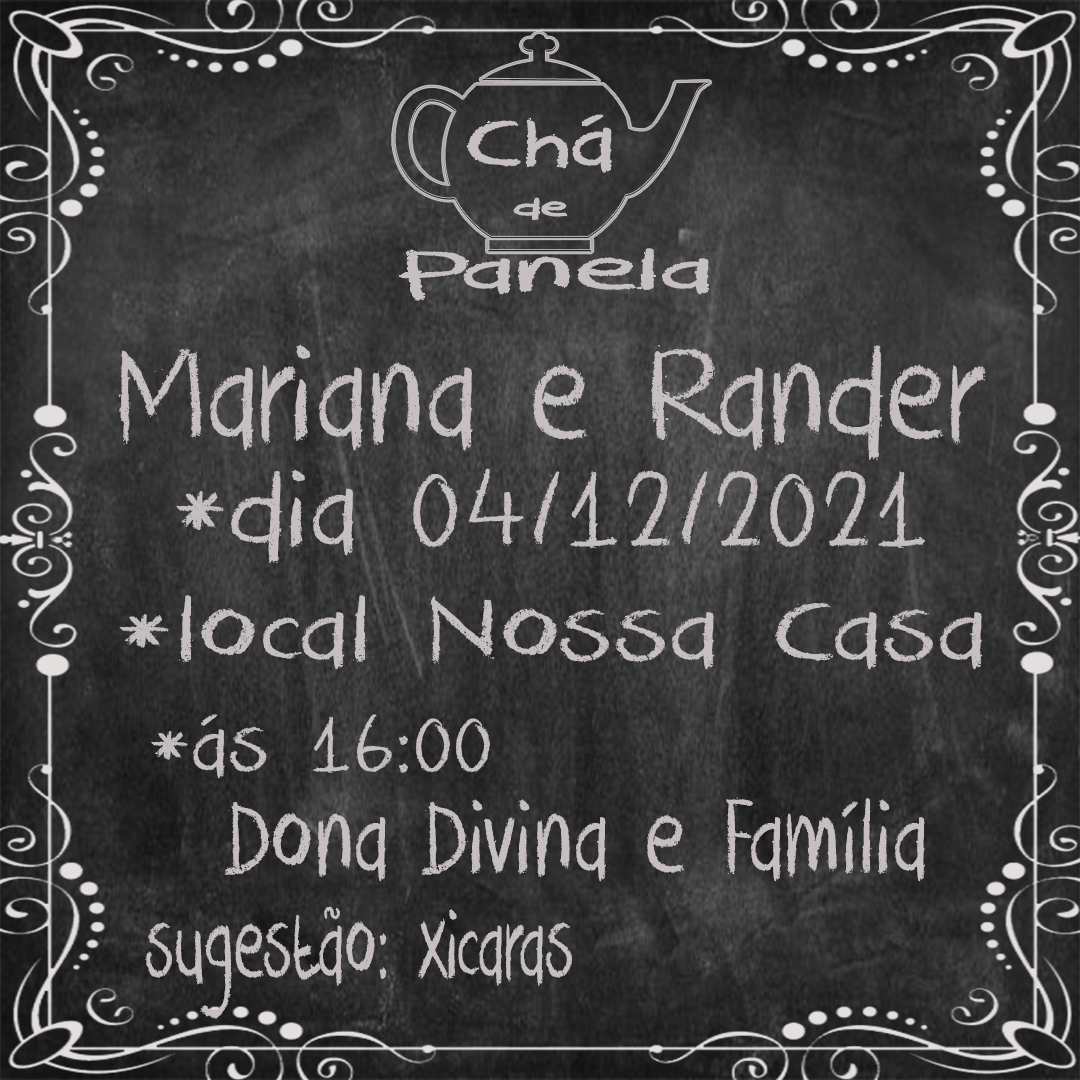 Chá
de
Panela
Mariana e Rander
*dia 04/12/2021
*local Nossa Casa
*ás 16:00
Dona Divina e Família
sugestão: xicaras